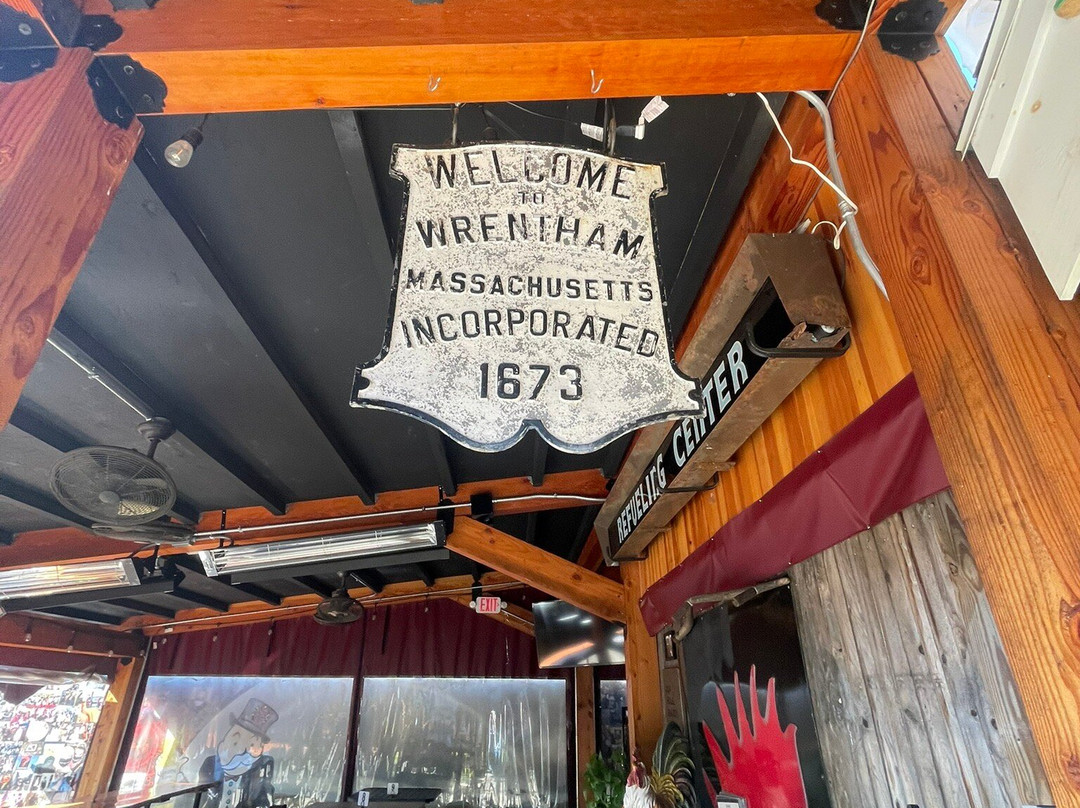 WELCOME
TO
WRENTHAM
MASSACHUSETTS
INCORPORATED
1673
REFUELING CENTER
EXIT